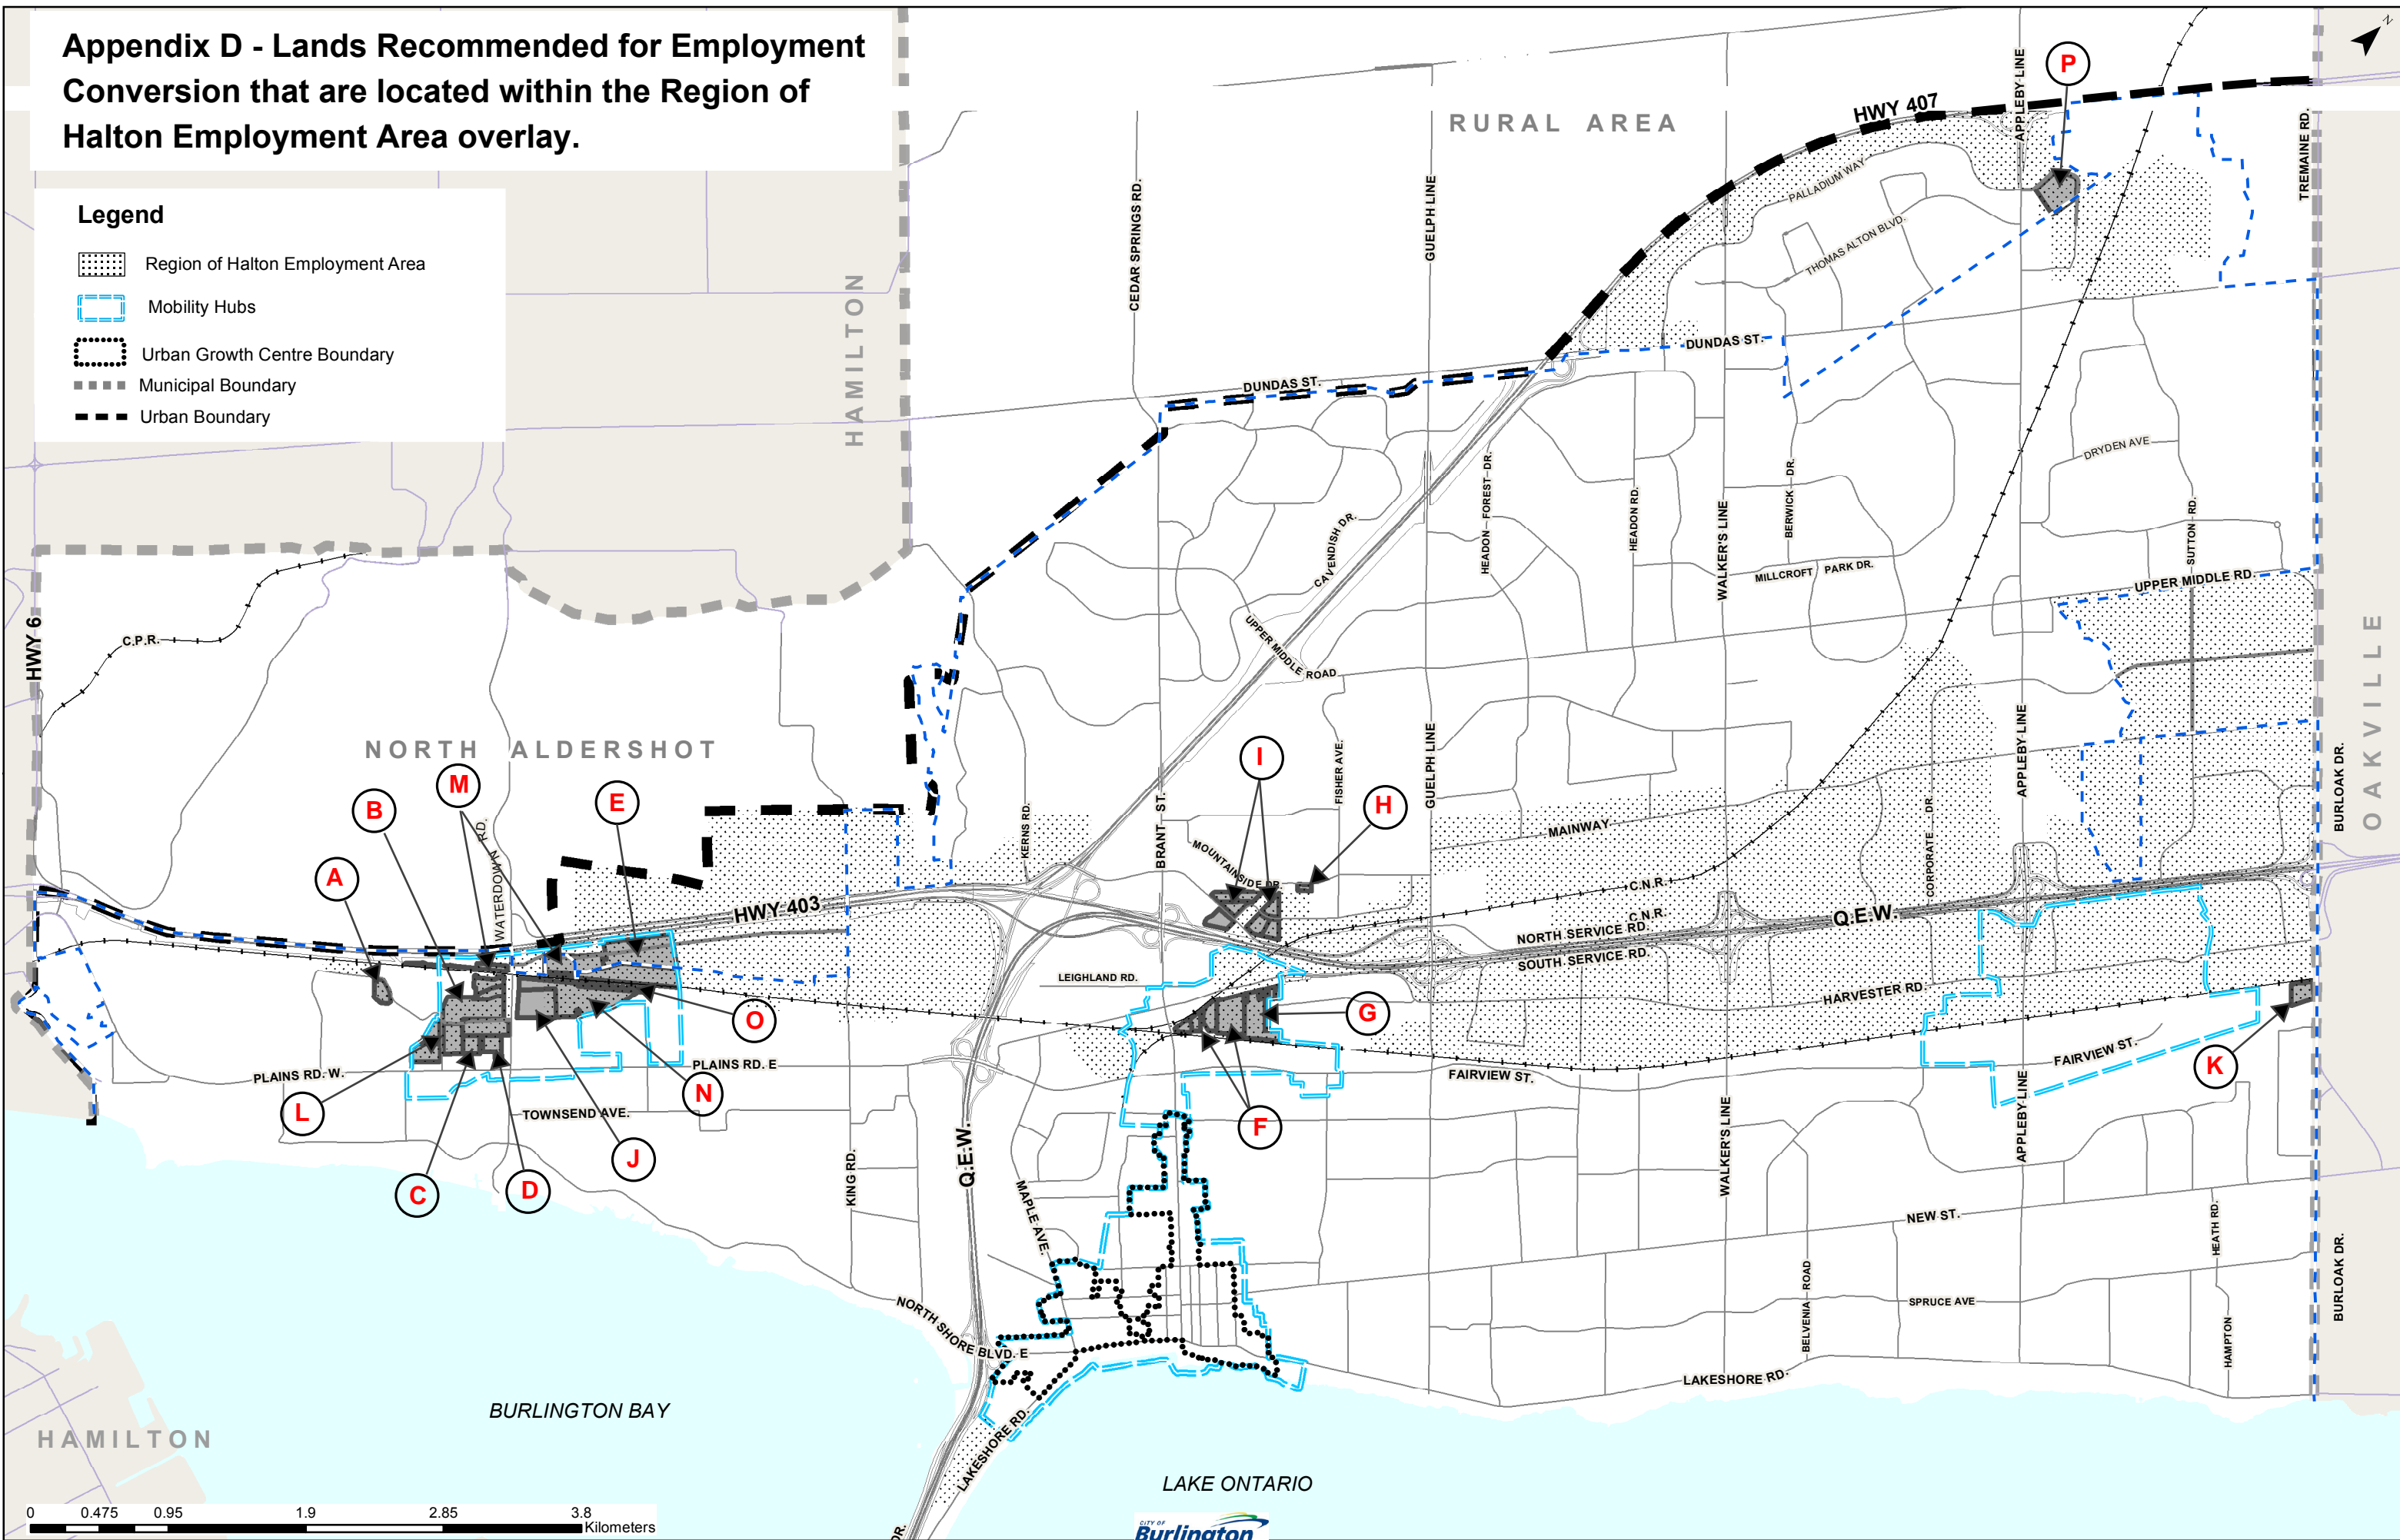 Appendix D - Lands Recommended for Employment
Conversion that are located within the Region of
Halton Employment Area overlay.
Legend
Region of Halton Employment Area
Mobility Hubs
Urban Growth Centre Boundary
Municipal Boundary
Urban Boundary
N
P
HWY 407
RURAL AREA
APPLEBY LINE
TREMAINE RD.
PALLADIUM WAY
THOMAS ALTON BLVD.
CEDAR SPRINGS RD.
GUELPH LINE
HAMILTON
DUNDAS ST.
DUNDAS ST.
DRYDEN AVE
HEADON FOREST DR.
HEADON RD.
WALKER'S LINE
BERWICK DR.
SUTTON RD.
CAVENDISH DR.
MILLCROFT PARK DR.
UPPER MIDDLE RD.
UPPER MIDDLE ROAD
HWY 6
C.P.R.
OAKVILLE
NORTH ALDERSHOT
M
B
E
A
I
H
WATERDOWN RD.
KERNS RD.
BRANT ST.
FISHER AVE.
GUELPH LINE
MOUNTAINSIDE DR.
MAINWAY
CORPORATE DR.
APPLEBY LINE
BURLOAK DR.
HWY 403
C.N.R.
C.N.R.
Q.E.W.
NORTH SERVICE RD.
SOUTH SERVICE RD.
LEIGHLAND RD.
HARVESTER RD.
O
G
K
PLAINS RD. W.
PLAINS RD. E
FAIRVIEW ST.
FAIRVIEW ST.
L
N
F
TOWNSEND AVE.
J
C
D
KING RD.
Q.E.W.
MAPLE AVE.
WALKER'S LINE
APPLEBY LINE
NEW ST.
HEATH RD.
BURLOAK DR.
BELVENIA ROAD
SPRUCE AVE
HAMPTON
NORTH SHORE BLVD. E
LAKESHORE RD.
LAKESHORE RD.
BURLINGTON BAY
HAMILTON
LAKE ONTARIO
0 0.475 0.95 1.9 2.85 3.8
Kilometers
DR.
CITY OF
Burlington